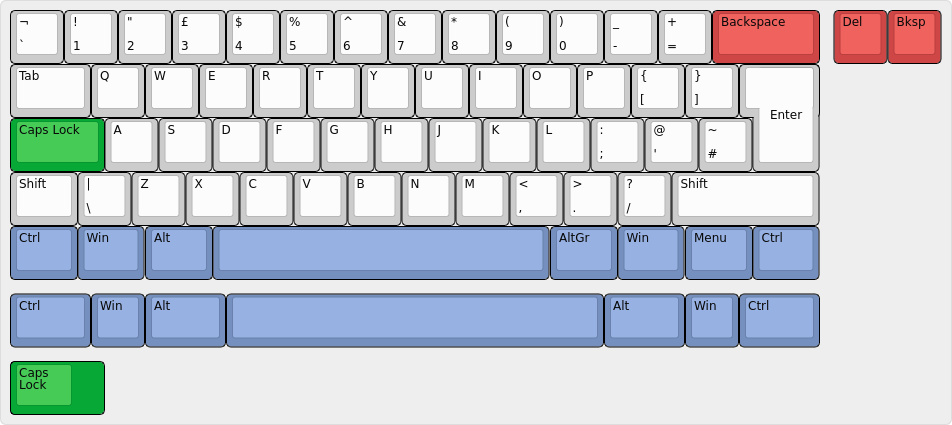 ¬ ! " £ $ % ^ & * ( ) _ + Backspace Del Bksp
` 1 2 3 4 5 6 7 8 9 0 - =
Tab Q W E R T Y U I O P { }
[ ]
Enter
Caps Lock A S D F G H J K L : @ ~
; ' #
Shift | Z X C V B N M < > ? Shift
\ , . /
Ctrl Win Alt AltGr Win Menu Ctrl
Ctrl Win Alt Alt Win Ctrl
Caps
Lock